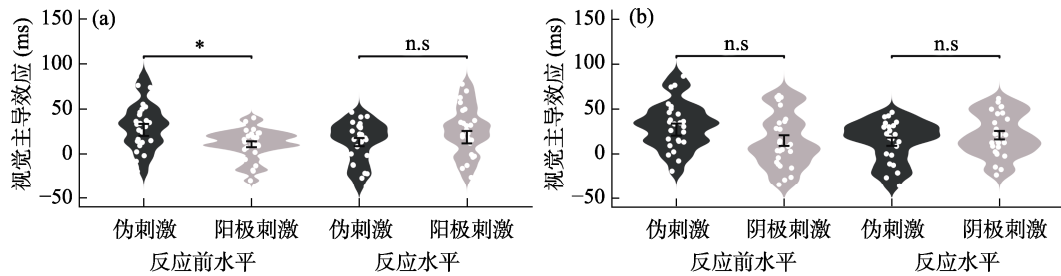 (a)
视觉主导效应 (ms)
150
100
50
0
−50
*
n.s
伪刺激 阳极刺激 伪刺激 阳极刺激
反应前水平 反应水平
(b)
视觉主导效应 (ms)
150
100
50
0
−50
n.s
n.s
伪刺激 阴极刺激 伪刺激 阴极刺激
反应前水平 反应水平